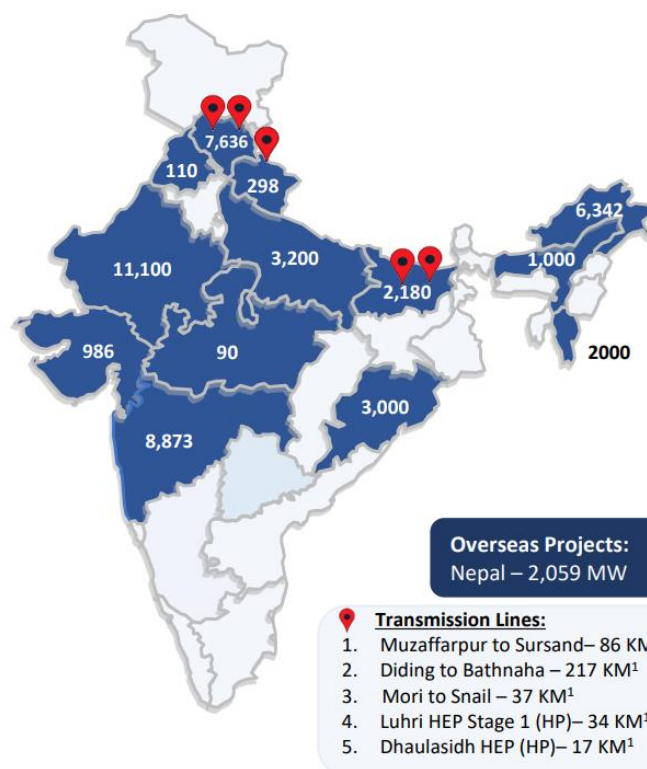 7,636
110
298
6,342
3,200
1,000
11,100
2,180
986
90
2000
3,000
8,873
Overseas Projects:
Nepal – 2,059 MW
Transmission Lines:
1. Muzaffarpur to Sursand– 86 KM
2. Diding to Bathnaha – 217 KM¹
3. Mori to Snail – 37 KM¹
4. Luhri HEP Stage 1 (HP)– 34 KM¹
5. Dhaulasidh HEP (HP)– 17 KM¹